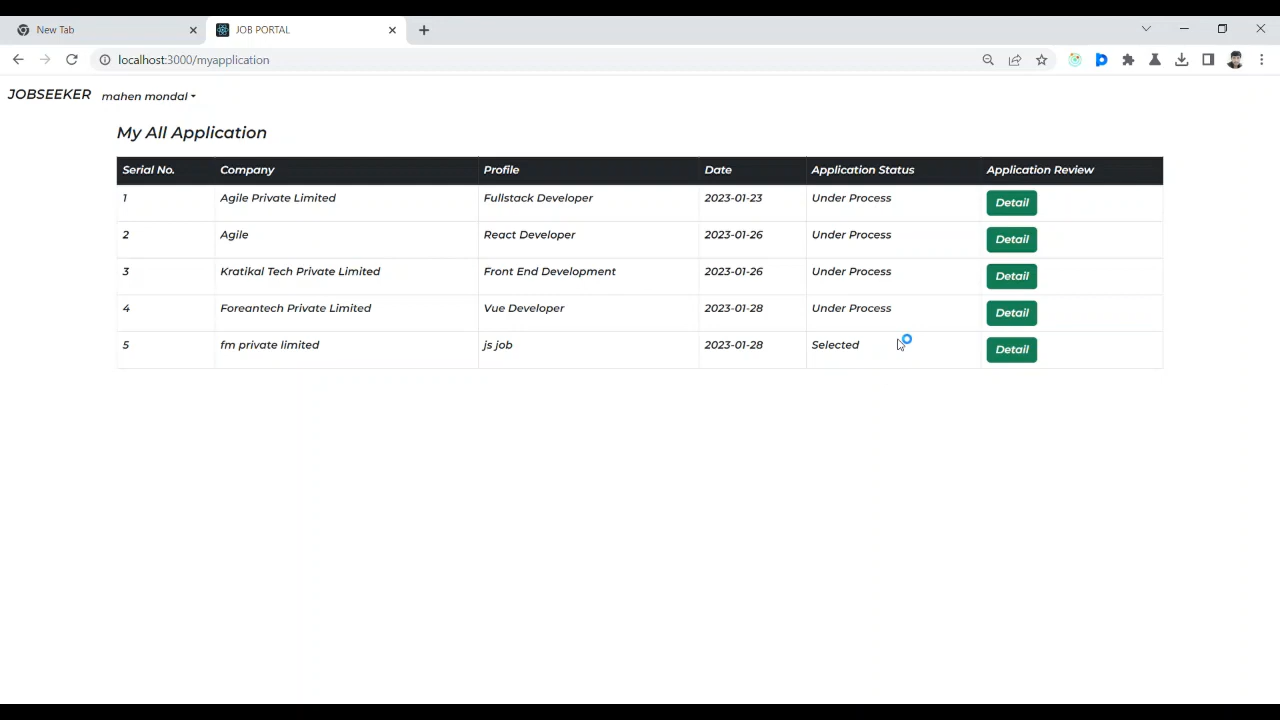 New Tab
JOB PORTAL
localhost:3000/myapplication
JOBSEEKER mahen mondal
My All Application
Serial No. Company Profile Date Application Status Application Review
1 Agile Private Limited Fullstack Developer 2023-01-23 Under Process Detail
2 Agile React Developer 2023-01-26 Under Process Detail
3 Kratikal Tech Private Limited Front End Development 2023-01-26 Under Process Detail
4 Foreantech Private Limited Vue Developer 2023-01-28 Under Process Detail
5 fm private limited js job 2023-01-28 Selected Detail